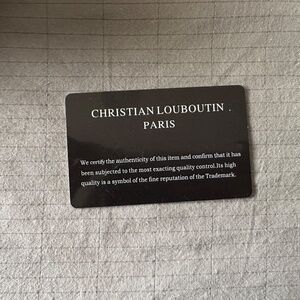 CHRISTIAN LOUBOUTIN .
PARIS
We certify the authenticity of this item and confirm that it has
been subjected to the most exacting quality control.Its high
quality is a symbol of the fine reputation of the Trademark.